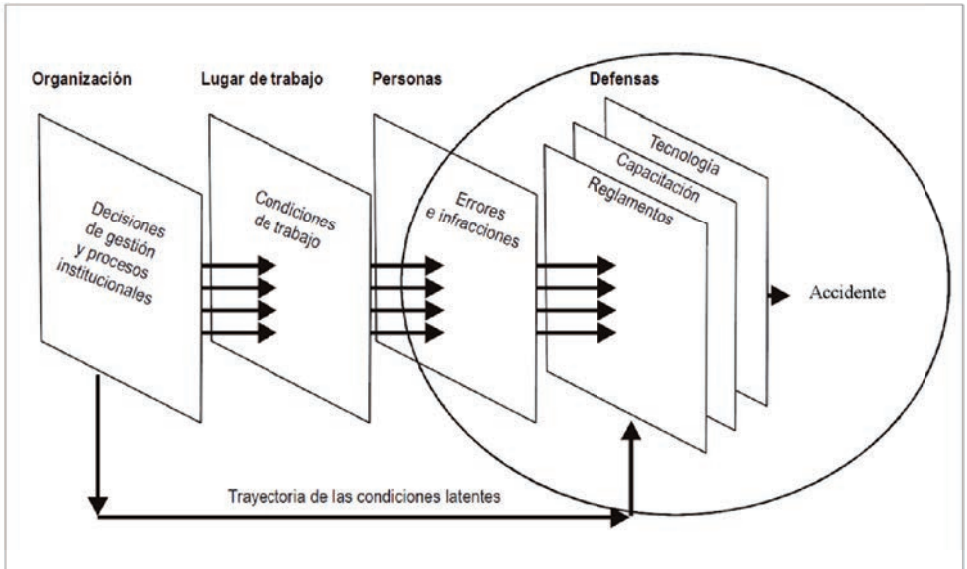 Organización
Lugar de trabajo
Personas
Defensas
Decisiones
de gestión
y procesos
institucionales
Condiciones
de trabajo
Errores
e infracciones
Tecnología
Capacitación
Reglamentos
Accidente
Trayectoria de las condiciones latentes